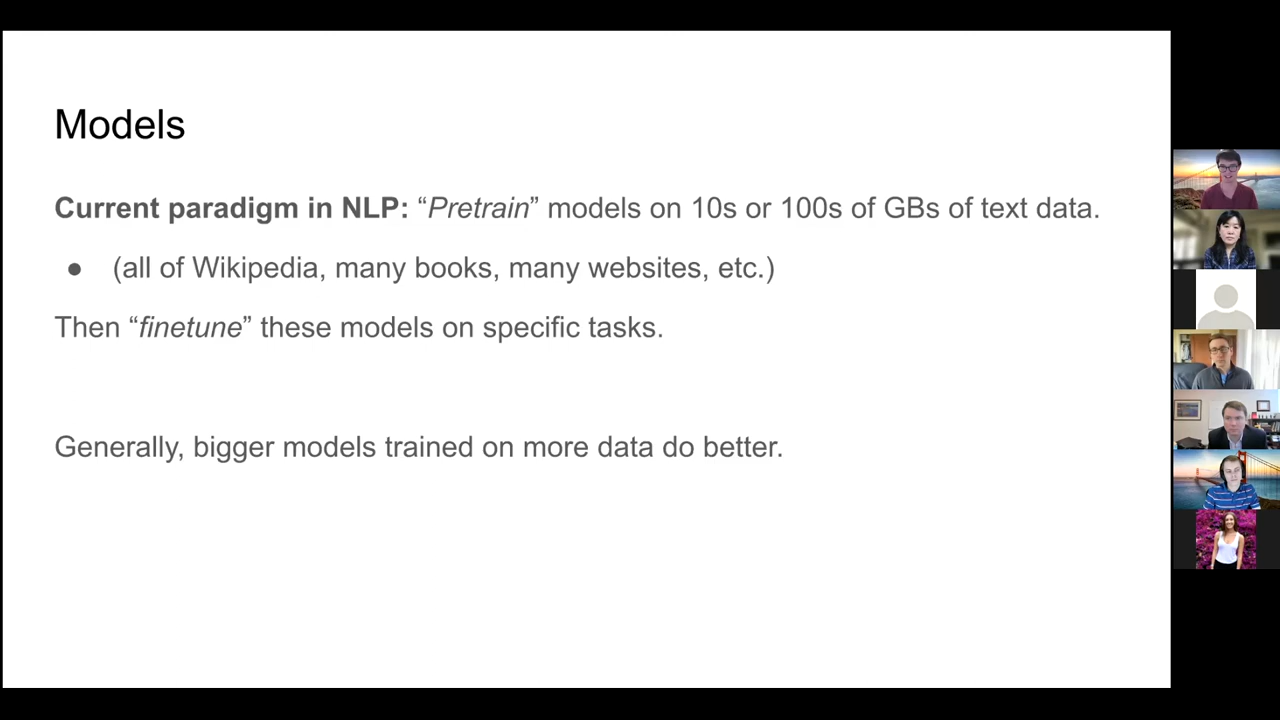 Models
Current paradigm in NLP: “Pretrain” models on 10s or 100s of GBs of text data.
● (all of Wikipedia, many books, many websites, etc.)
Then “finetune” these models on specific tasks.
Generally, bigger models trained on more data do better.